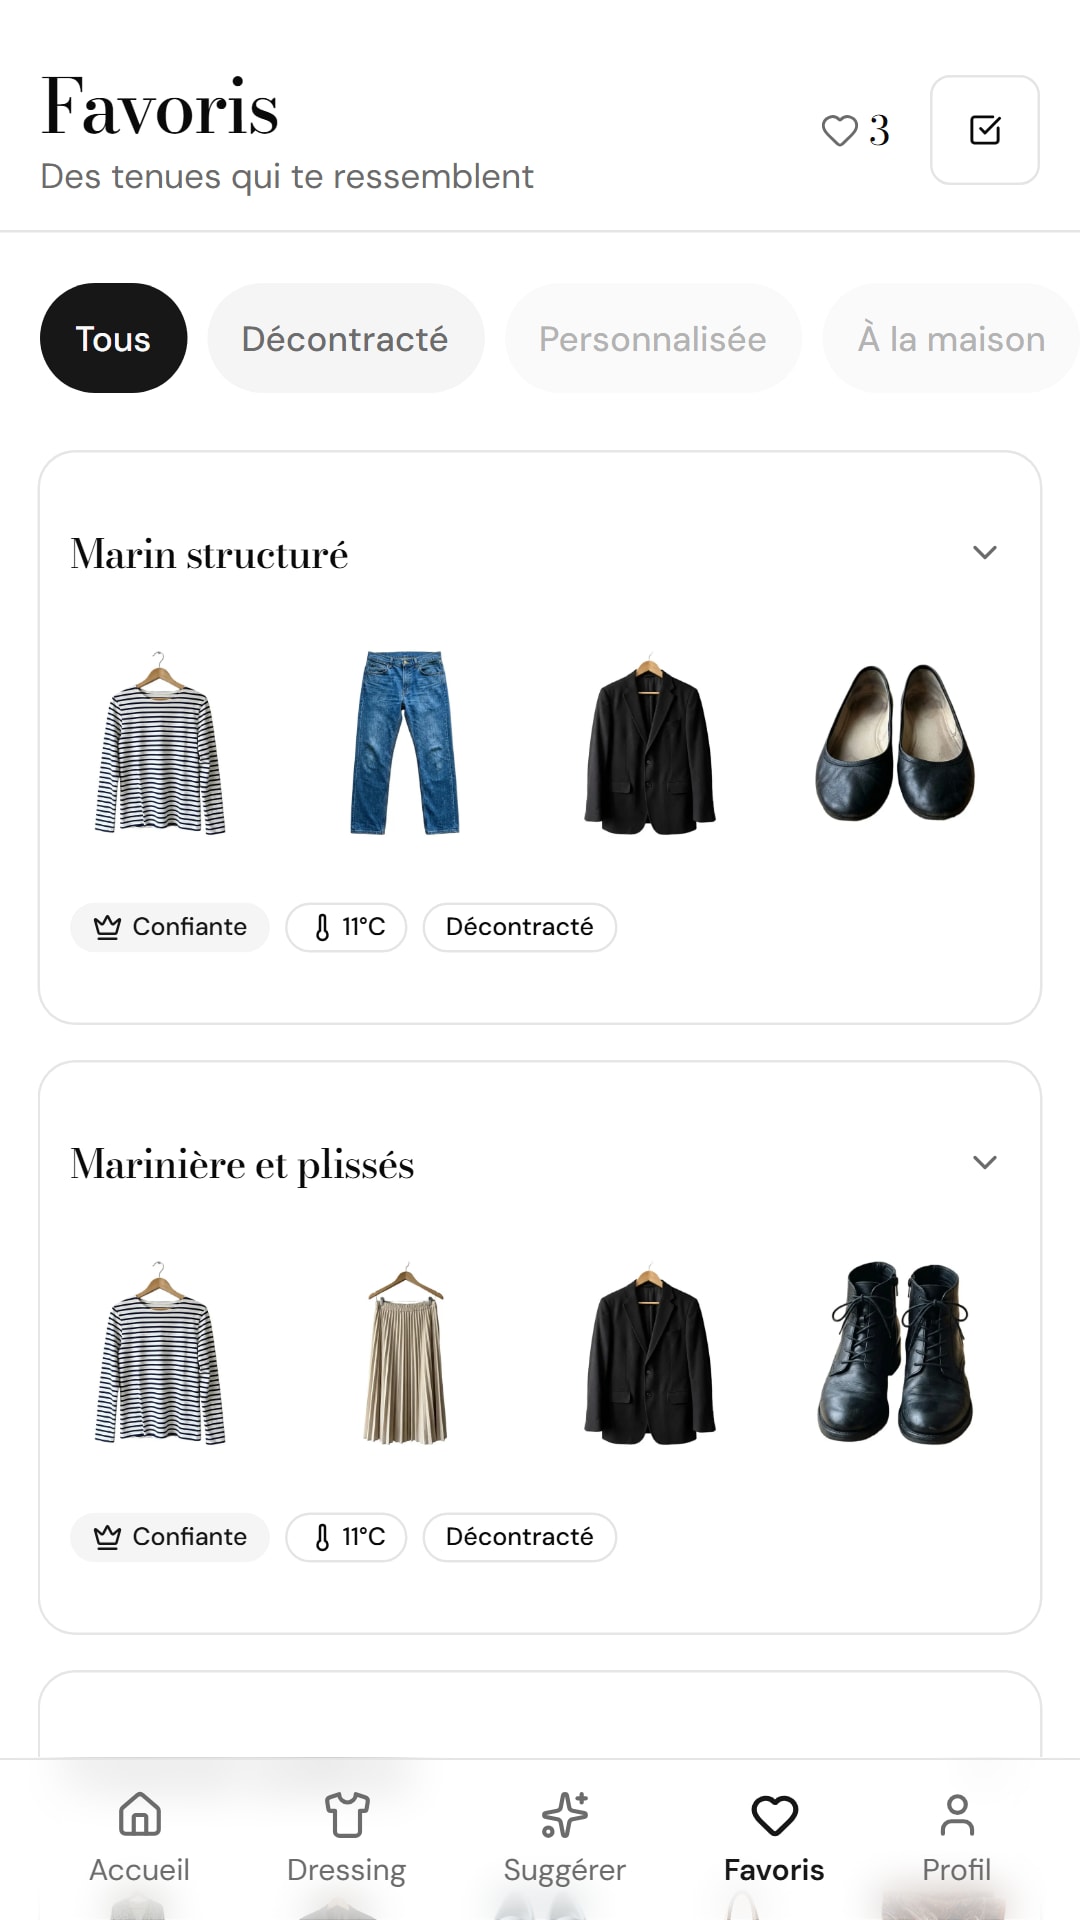 Favoris
3
Des tenues qui te ressemblent
Tous
Décontracté
Personnalisée
À la maison
Marin structuré
Confiante
11°C
Décontracté
Marinière et plissés
Confiante
11°C
Décontracté
Accueil
Dressing
Suggérer
Favoris
Profil